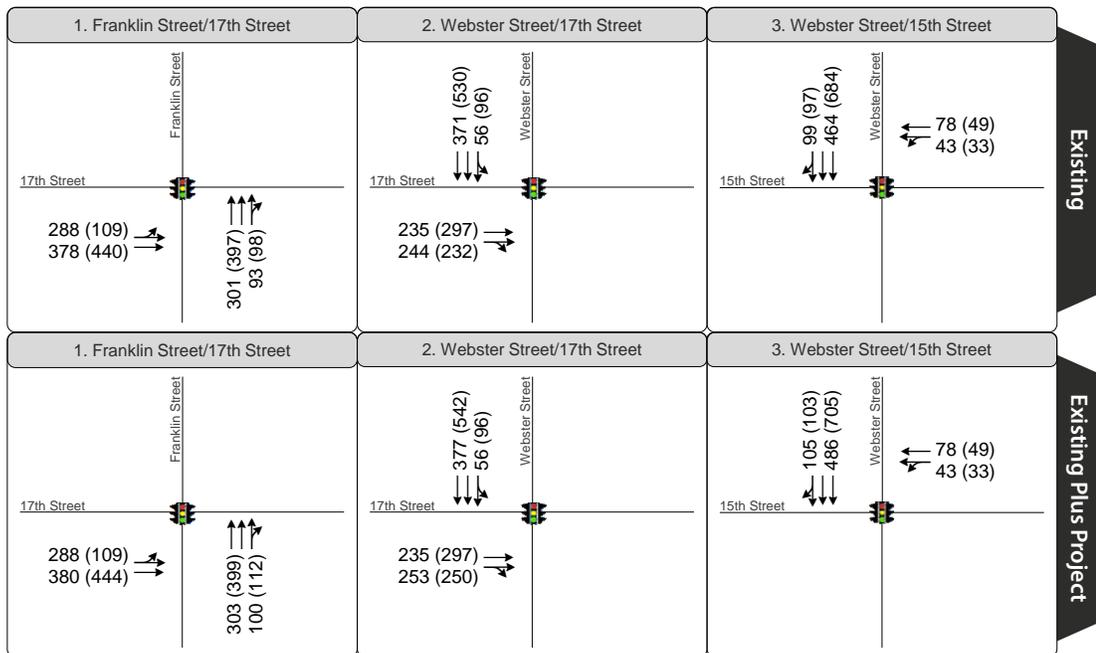 1. Franklin Street/17th Street
2. Webster Street/17th Street
3. Webster Street/15th Street
Existing
Franklin Street
17th Street
288 (109)
378 (440)
301 (397)
93 (98)
Webster Street
371 (530)
56 (96)
17th Street
235 (297)
244 (232)
Webster Street
99 (97)
464 (684)
78 (49)
43 (33)
15th Street
1. Franklin Street/17th Street
2. Webster Street/17th Street
3. Webster Street/15th Street
Existing Plus Project
Franklin Street
17th Street
288 (109)
380 (444)
303 (399)
100 (112)
Webster Street
377 (542)
56 (96)
17th Street
235 (297)
253 (250)
Webster Street
105 (103)
486 (705)
78 (49)
43 (33)
15th Street